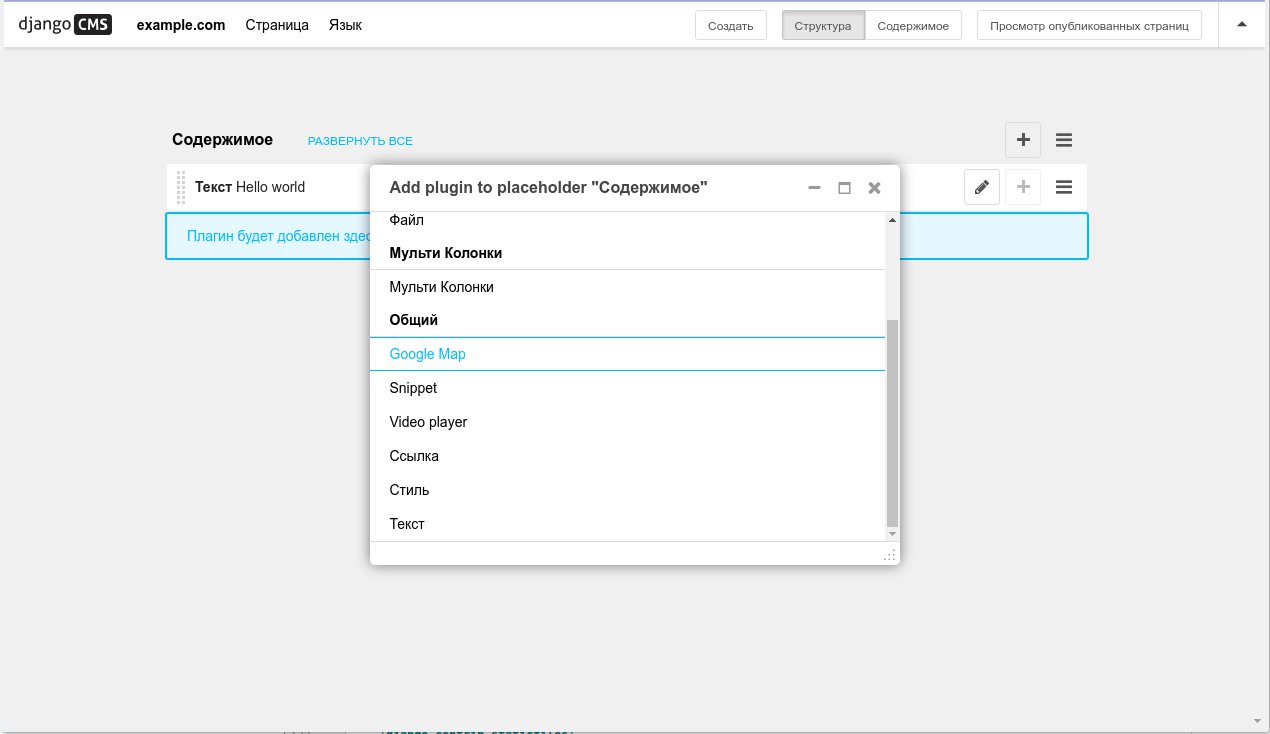 django CMS example.com Страница Язык Создать Структура Содержимое Просмотр опубликованных страниц
Содержимое РАЗВЕРНУТЬ ВСЕ
Текст Hello world
Плагин будет добавлен
Add plugin to placeholder "Содержимое"
Файл
Мульти Колонки
Мульти Колонки
Общий
Google Map
Snippet
Video player
Ссылка
Стиль
Текст